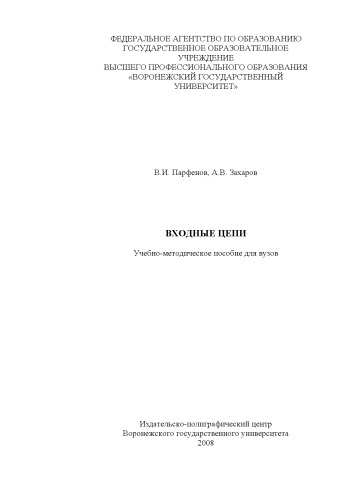 ФЕДЕРАЛЬНОЕ АГЕНТСТВО ПО ОБРАЗОВАНИЮ
ГОСУДАРСТВЕННОЕ ОБРАЗОВАТЕЛЬНОЕ
УЧРЕЖДЕНИЕ
ВЫСШЕГО ПРОФЕССИОНАЛЬНОГО ОБРАЗОВАНИЯ
«ВОРОНЕЖСКИЙ ГОСУДАРСТВЕННЫЙ
УНИВЕРСИТЕТ»
В.И. Парфенов, А.В. Захаров
ВХОДНЫЕ ЦЕПИ
Учебно-методическое пособие для вузов
Издательско-полиграфический центр
Воронежского государственного университета
2008